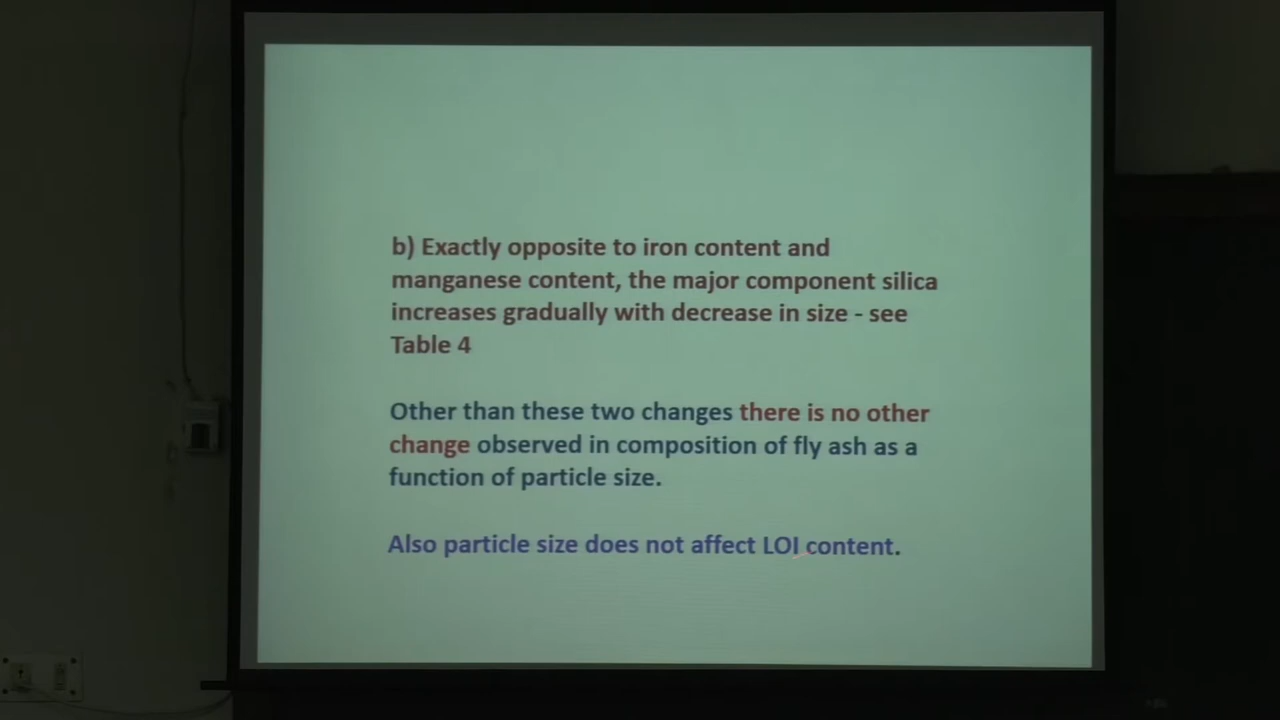 b) Exactly opposite to iron content and
manganese content, the major component silica
increases gradually with decrease in size - see
Table 4
Other than these two changes there is no other
change observed in composition of fly ash as a
function of particle size.
Also particle size does not affect LOI content.